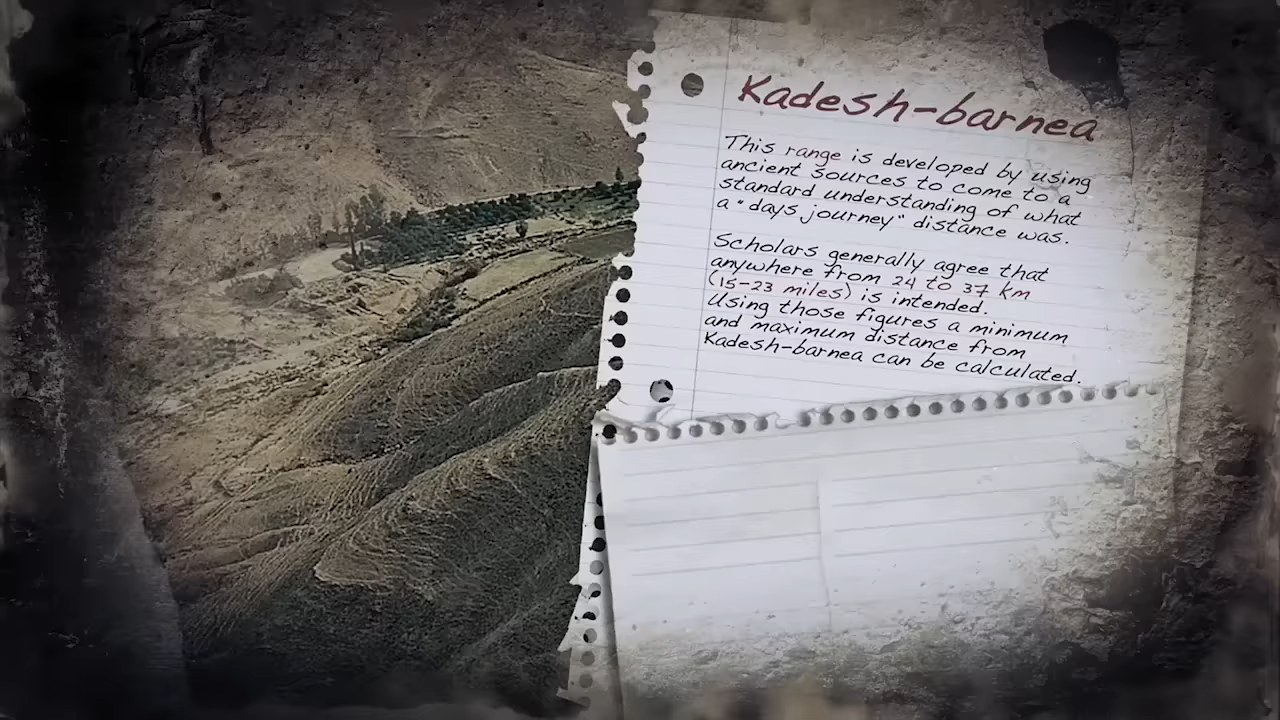 Kadesh-barnea
This range is developed by using
ancient sources to come to a
standard understanding of what
a "days journey" distance was.
Scholars generally agree that
anywhere from 24 to 37 km
(15-23 miles) is intended.
Using those figures a minimum
and maximum distance from
Kadesh-barnea can be calculated.